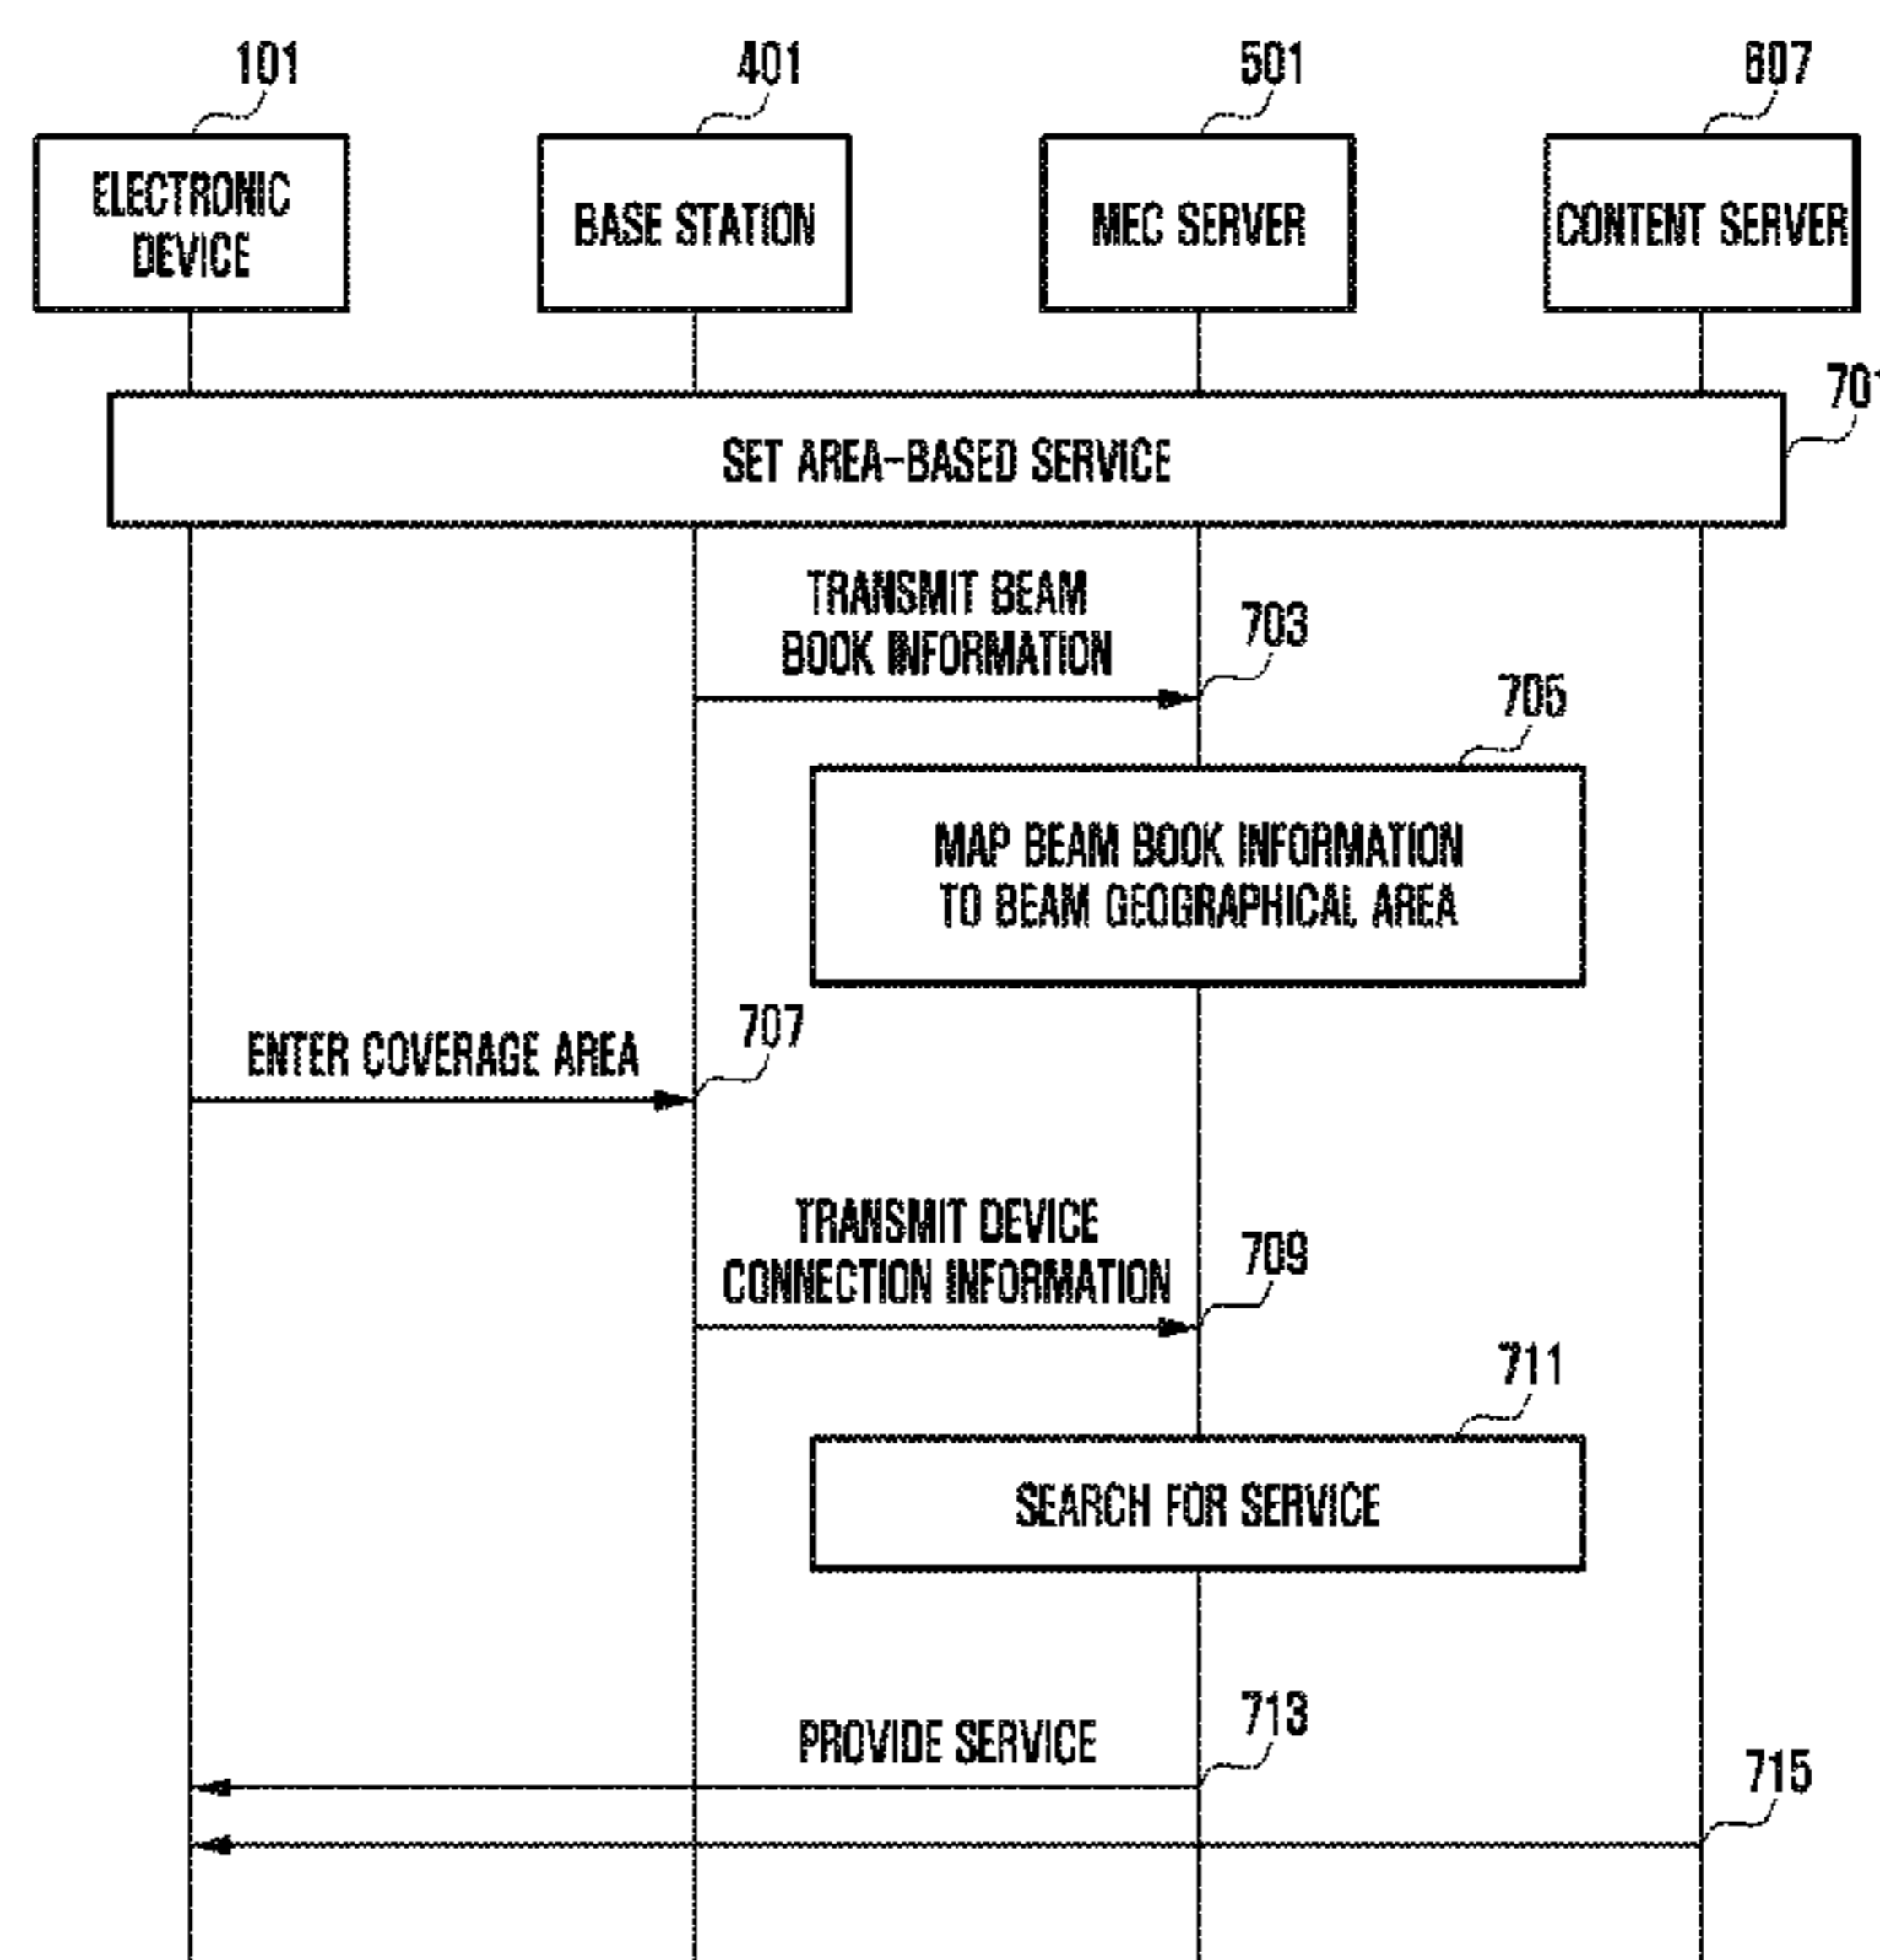 101
401
501
607
ELECTRONIC
DEVICE
BASE STATION
MEC SERVER
CONTENT SERVER
701
SET AREA-BASED SERVICE
TRANSMIT BEAM
BOOK INFORMATION
703
705
MAP BEAM BOOK INFORMATION
TO BEAM GEOGRAPHICAL AREA
ENTER COVERAGE AREA
707
TRANSMIT DEVICE
CONNECTION INFORMATION
709
711
SEARCH FOR SERVICE
PROVIDE SERVICE
713
715